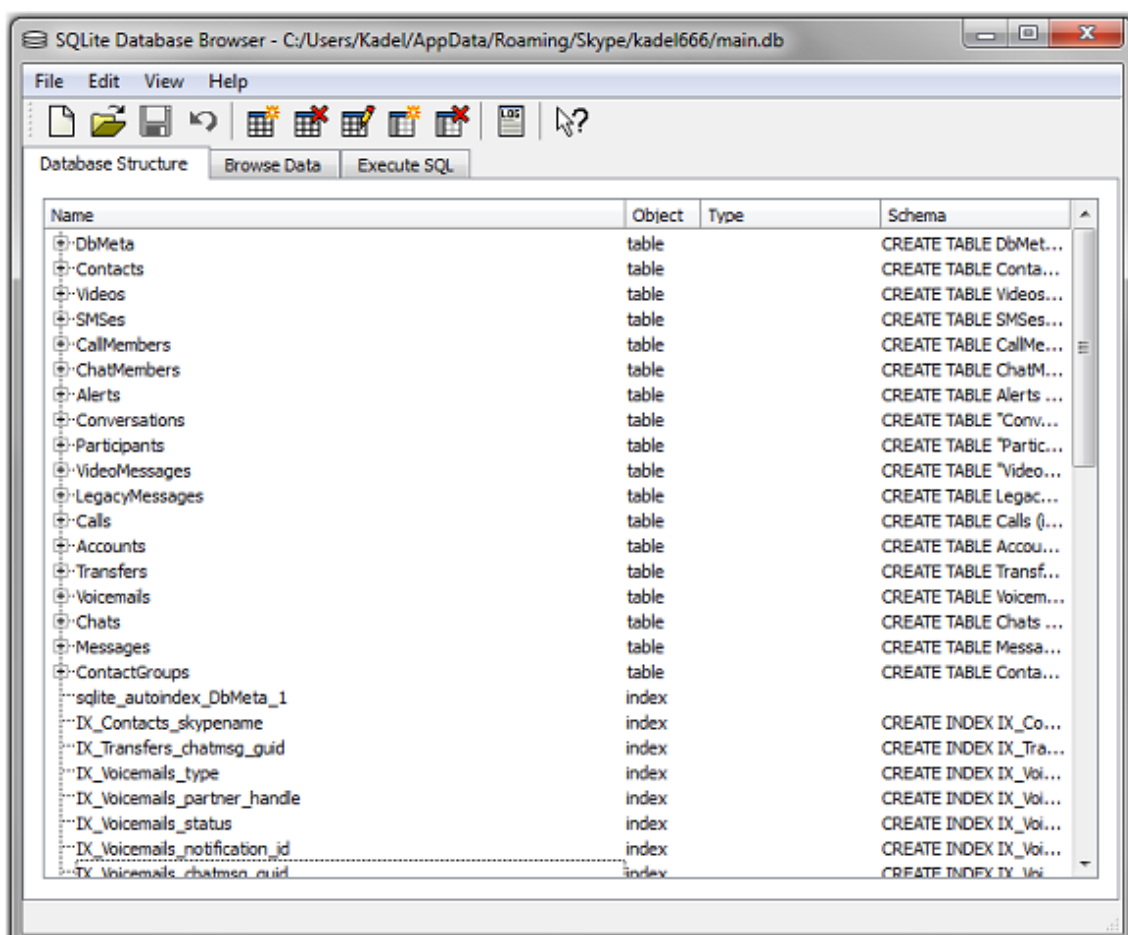 SQLite Database Browser - C:/Users/Kadel/AppData/Roaming/Skype/kadel666/main.db
File Edit View Help
LOG ?
Database Structure Browse Data Execute SQL
Name Object Type Schema
DbMeta table CREATE TABLE DbMet...
Contacts table CREATE TABLE Conta...
Videos table CREATE TABLE Videos...
SMSes table CREATE TABLE SMSes...
CallMembers table CREATE TABLE CallMe...
ChatMembers table CREATE TABLE ChatM...
Alerts table CREATE TABLE Alerts ...
Conversations table CREATE TABLE "Conv...
Participants table CREATE TABLE "Partic...
VideoMessages table CREATE TABLE "Video...
LegacyMessages table CREATE TABLE Legac...
Calls table CREATE TABLE Calls (i...
Accounts table CREATE TABLE Accou...
Transfers table CREATE TABLE Transf...
Voicemails table CREATE TABLE Voicem...
Chats table CREATE TABLE Chats ...
Messages table CREATE TABLE Messa...
ContactGroups table CREATE TABLE Conta...
sqlite_autoindex_DbMeta_1 index
IX_Contacts_skypename index CREATE INDEX IX_Co...
IX_Transfers_chatmsg_guid index CREATE INDEX IX_Tra...
IX_Voicemails_type index CREATE INDEX IX_Voi...
IX_Voicemails_partner_handle index CREATE INDEX IX_Voi...
IX_Voicemails_status index CREATE INDEX IX_Voi...
IX_Voicemails_notification_id index CREATE INDEX IX_Voi...
IX_Voicemails_chatmsg_guid index CREATE INDEX IX_Voi...